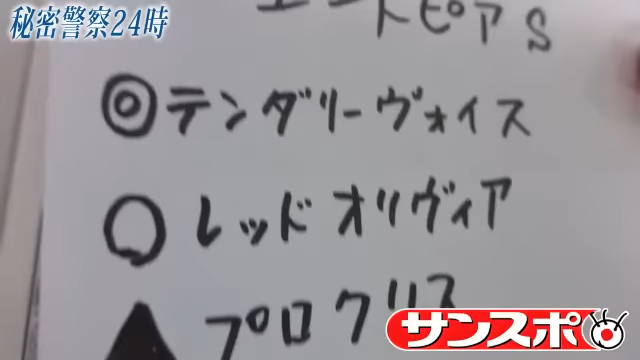 秘密警察24時
トピアS
◎テンダリーヴォイス
○レッドオリヴィア
▲プロクリス
サンスポ